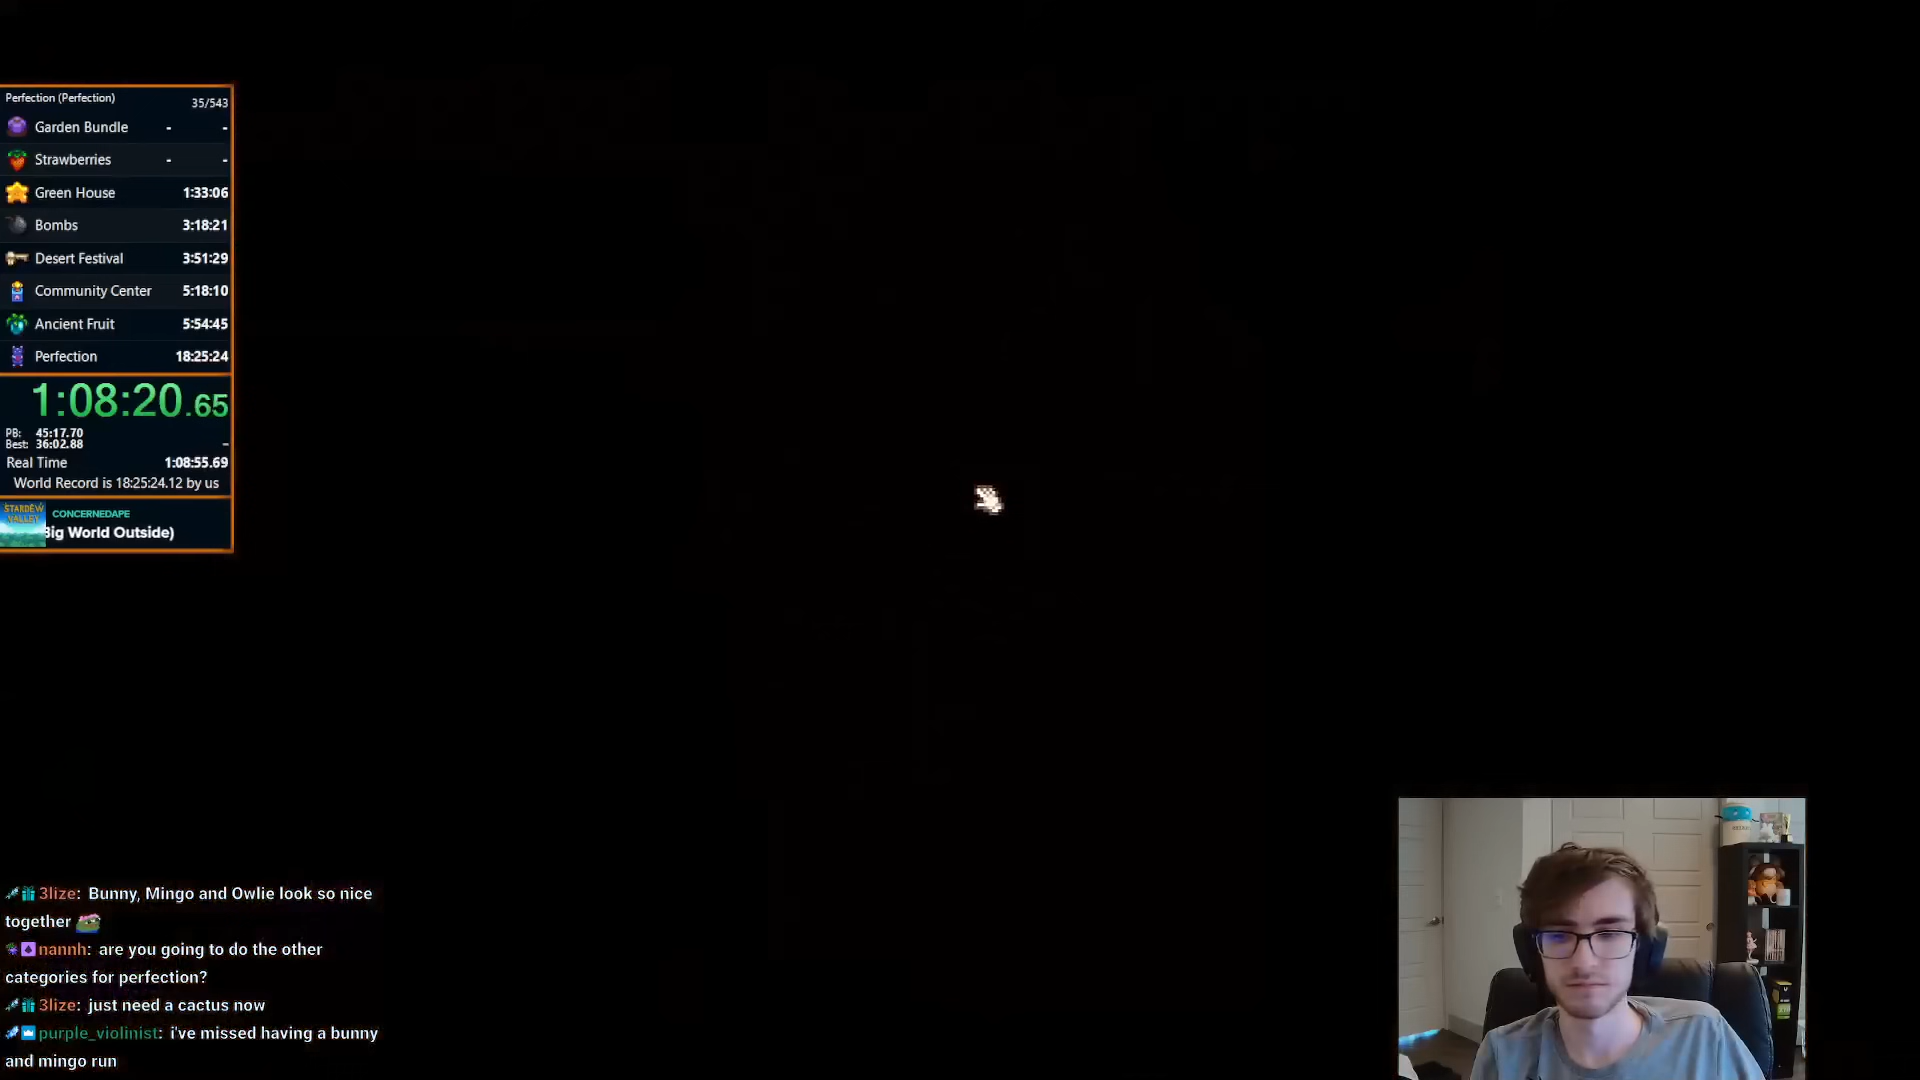 Perfection (Perfection)
35/543
Garden Bundle - -
Strawberries - -
Green House 1:33:06
Bombs 3:18:21
Desert Festival 3:51:29
Community Center 5:18:10
Ancient Fruit 5:54:45
Perfection 18:25:24
1:08:20.65
PB: 45:17.70
Best: 36:02.88 -
Real Time 1:08:55.69
World Record is 18:25:24.12 by us
STARDEW VALLEY
CONCERNEDAPE
Big World Outside)
3lize: Bunny, Mingo and Owlie look so nice
together
nannh: are you going to do the other
categories for perfection?
3lize: just need a cactus now
purple_violinist: i've missed having a bunny
and mingo run